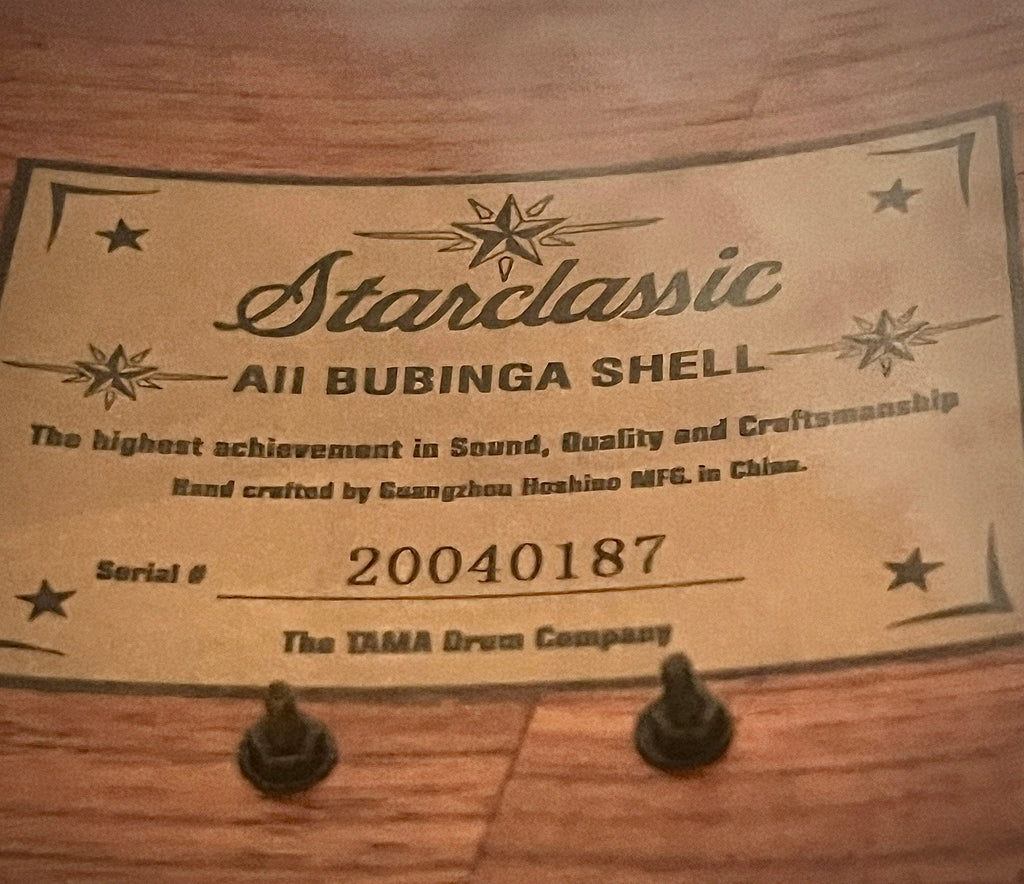 Starclassic
All BUBINGA SHELL
The highest achievement in Sound, Quality and Craftsmanship
Hand crafted by Guangzhou Hoshino MFG. in China.
Serial # 20040187
The TAMA Drum Company